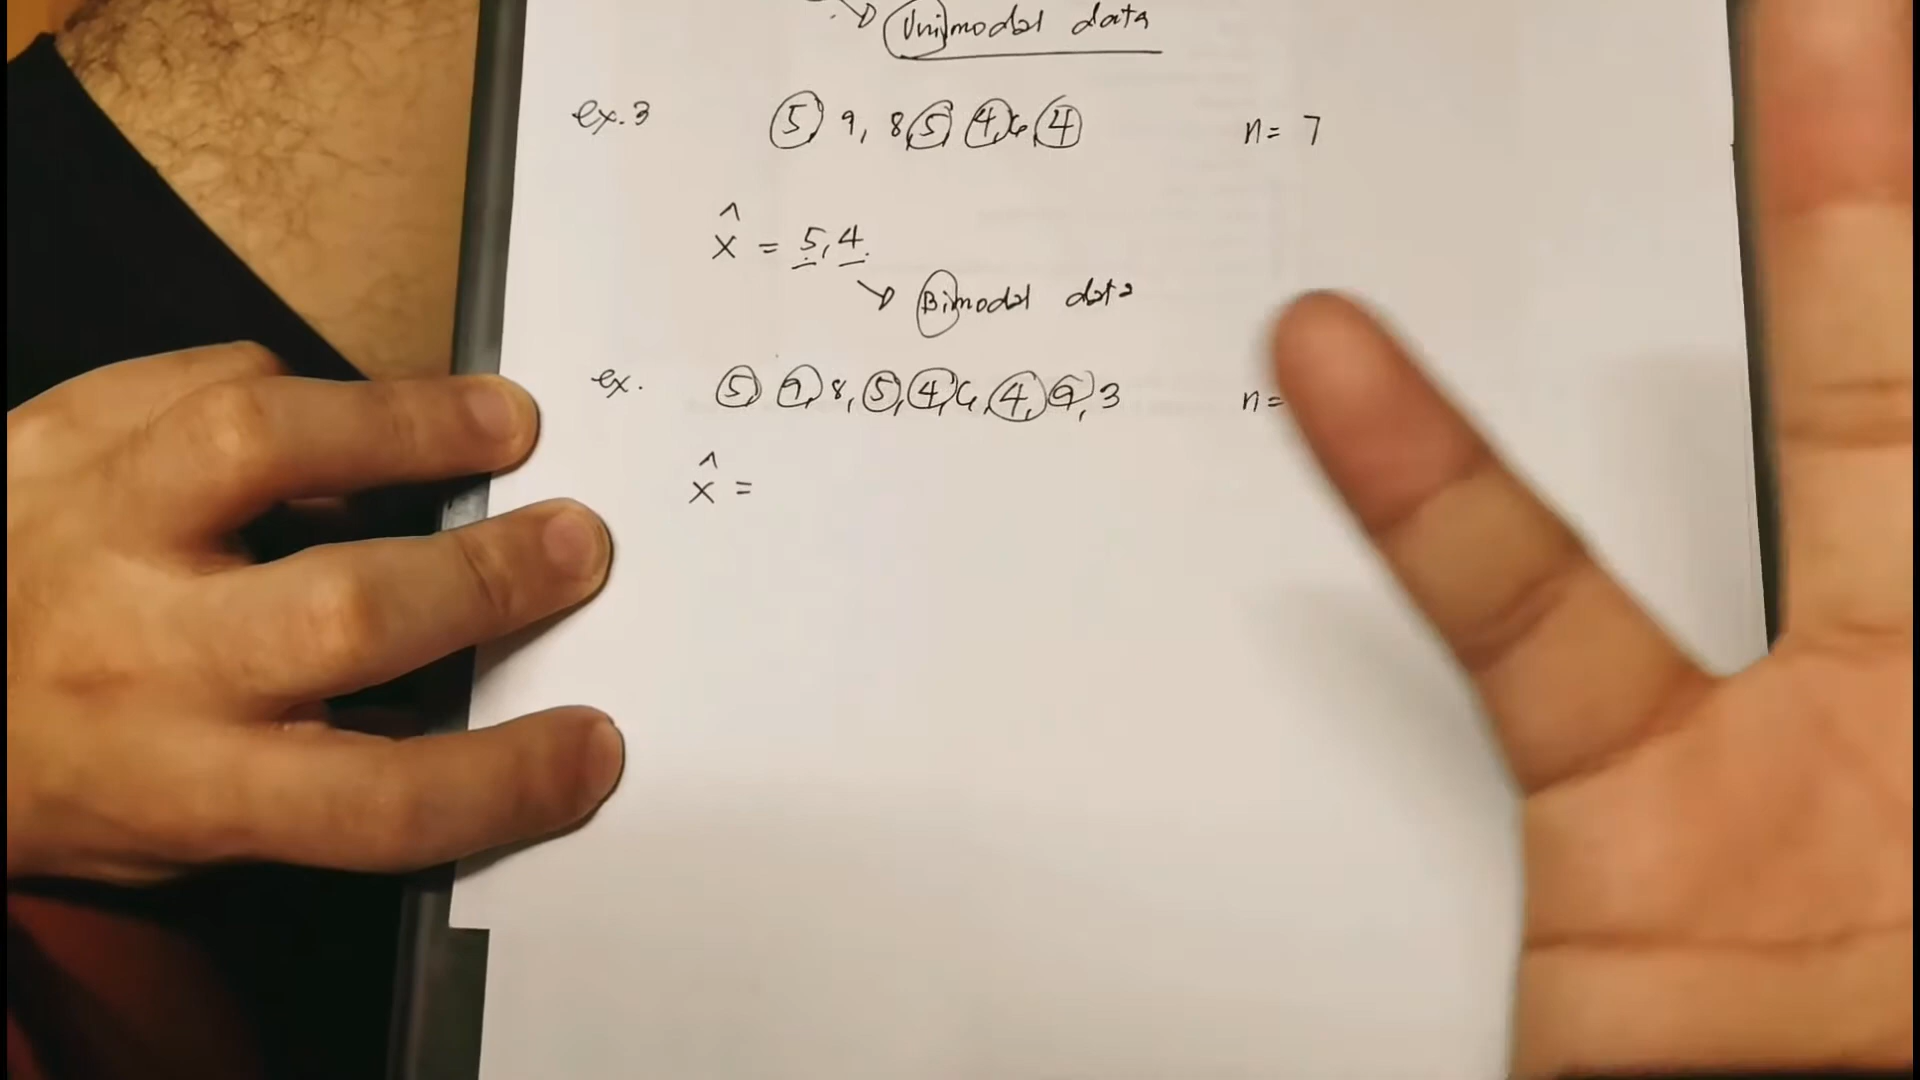 Unimodal data
ex.3 5, 9, 8, 5, 4, 6, 4 n= 7
x̂ = 5, 4.
Bimodal data
ex. 5, 9, 8, 5, 4, 6, 4, 9, 3 n=
x̂ =